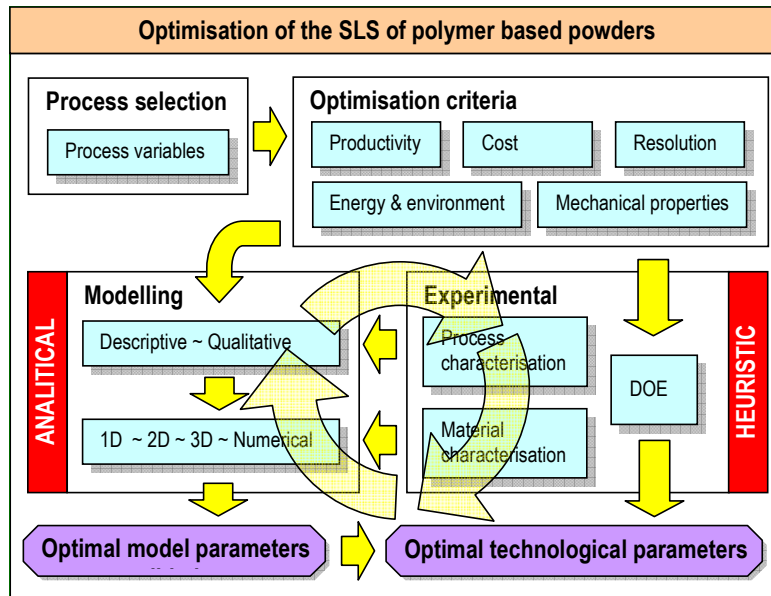 Optimisation of the SLS of polymer based powders
Process selection
Process variables
Optimisation criteria
Productivity
Cost
Resolution
Energy & environment
Mechanical properties
ANALITICAL
Modelling
Descriptive ~ Qualitative
1D ~ 2D ~ 3D ~ Numerical
Experimental
Process
characterisation
Material
characterisation
DOE
HEURISTIC
Optimal model parameters
Optimal technological parameters